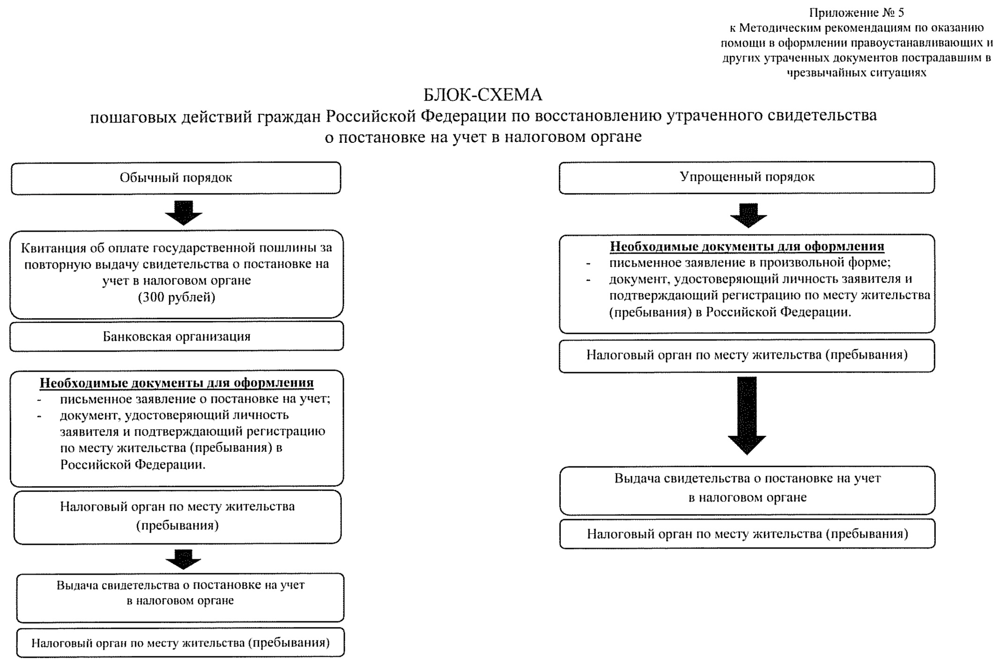 Приложение № 5
к Методическим рекомендациям по оказанию
помощи в оформлении правоустанавливающих и
других утраченных документов пострадавшим в
чрезвычайных ситуациях
БЛОК-СХЕМА
пошаговых действий граждан Российской Федерации по восстановлению утраченного свидетельства
о постановке на учет в налоговом органе
Обычный порядок
Квитанция об оплате государственной пошлины за
повторную выдачу свидетельства о постановке на
учет в налоговом органе
(300 рублей)
Банковская организация
Необходимые документы для оформления
- письменное заявление о постановке на учет;
- документ, удостоверяющий личность
заявителя и подтверждающий регистрацию
по месту жительства (пребывания) в
Российской Федерации.
Налоговый орган по месту жительства
(пребывания)
Выдача свидетельства о постановке на учет
в налоговом органе
Налоговый орган по месту жительства (пребывания)
Упрощенный порядок
Необходимые документы для оформления
- письменное заявление в произвольной форме;
- документ, удостоверяющий личность заявителя и
подтверждающий регистрацию по месту жительства
(пребывания) в Российской Федерации.
Налоговый орган по месту жительства (пребывания)
Выдача свидетельства о постановке на учет
в налоговом органе
Налоговый орган по месту жительства (пребывания)